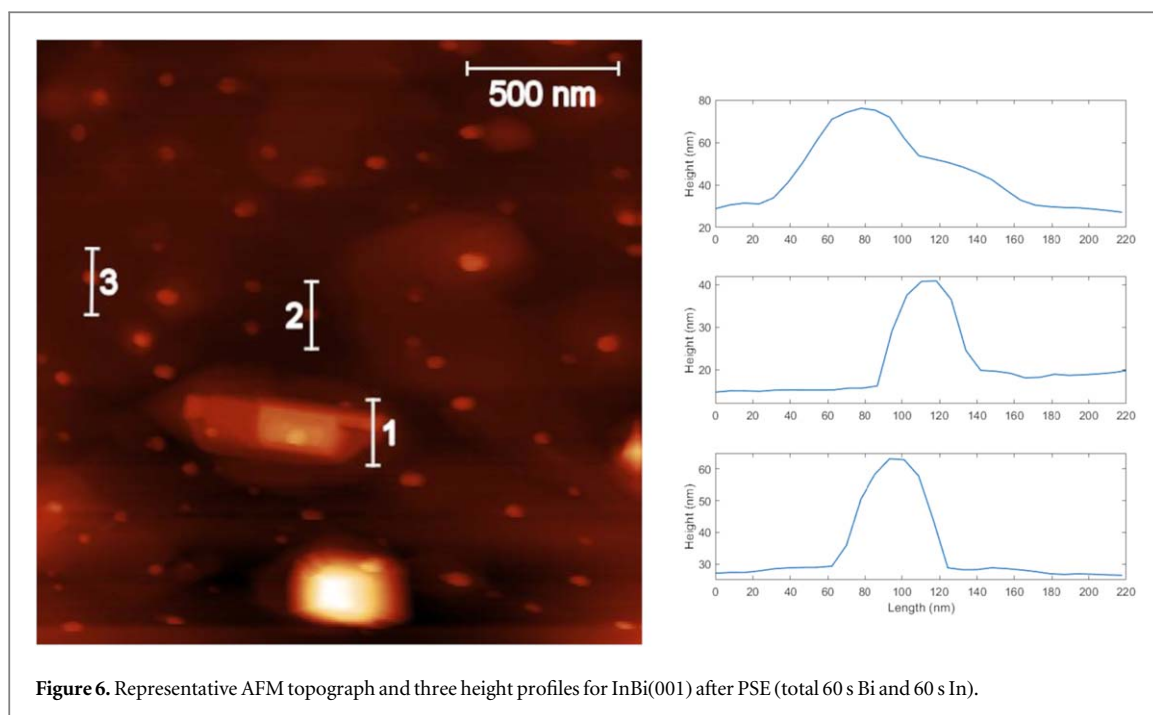 500 nm
3
2
1
80
60
40
20
Height (nm)
0 20 40 60 80 100 120 140 160 180 200 220
40
30
20
Height (nm)
0 20 40 60 80 100 120 140 160 180 200 220
60
50
40
30
Height (nm)
0 20 40 60 80 100 120 140 160 180 200 220
Length (nm)
Figure 6. Representative AFM topograph and three height profiles for InBi(001) after PSE (total 60 s Bi and 60 s In).